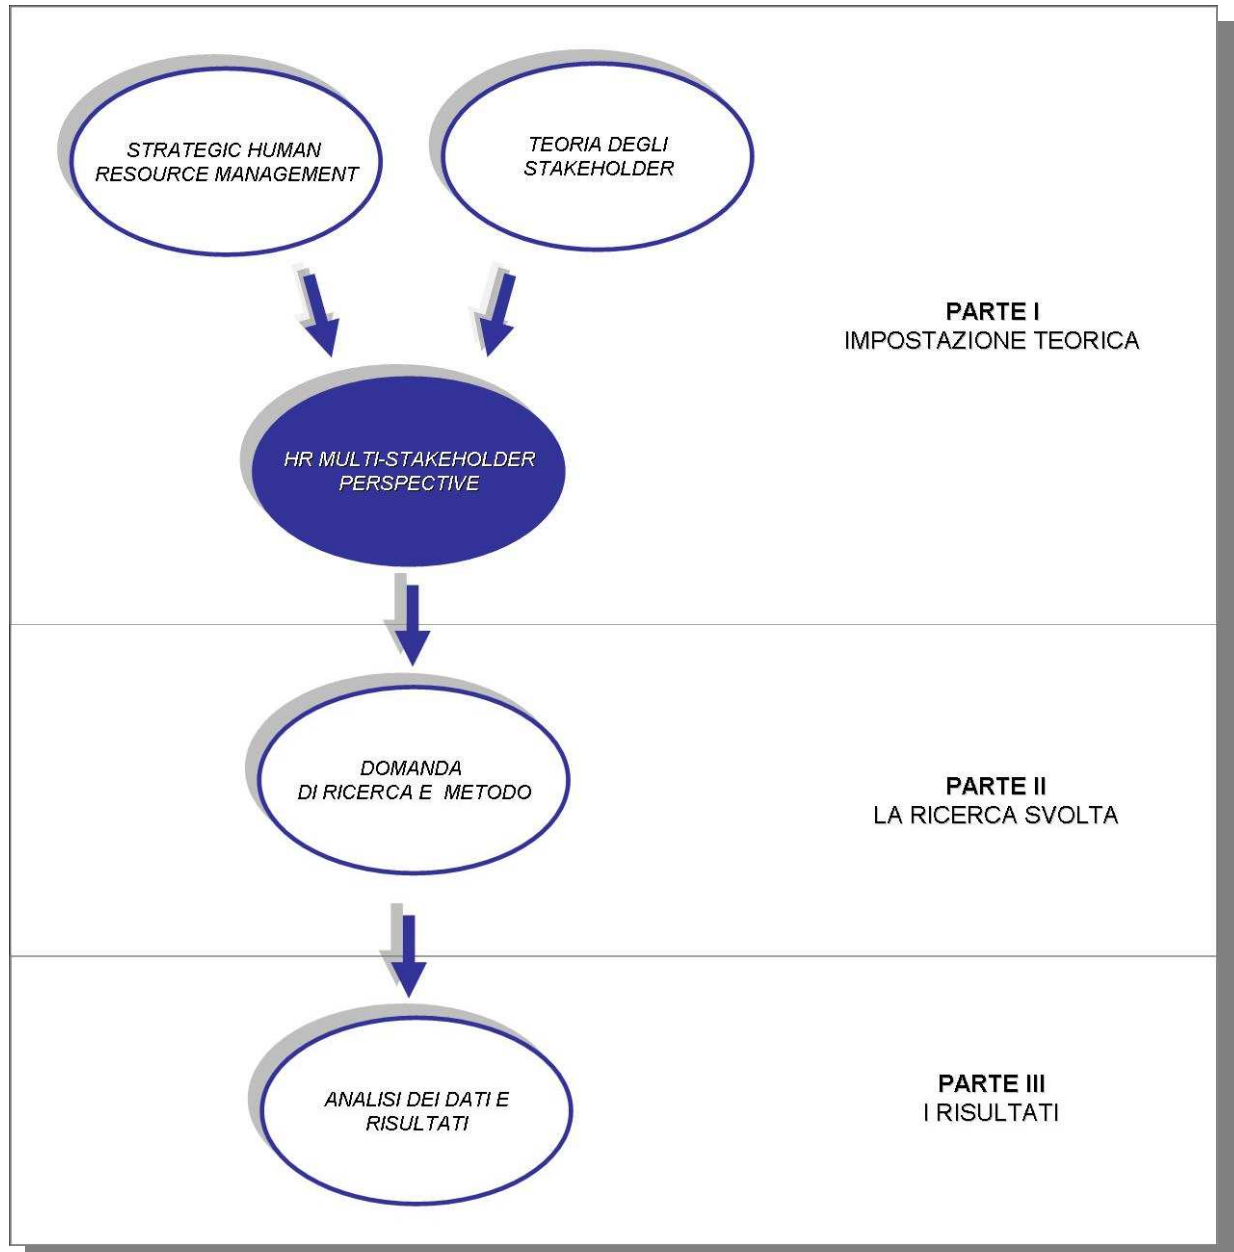 STRATEGIC HUMAN
RESOURCE MANAGEMENT
TEORIA DEGLI
STAKEHOLDER
PARTE I
IMPOSTAZIONE TEORICA
HR MULTI-STAKEHOLDER
PERSPECTIVE
DOMANDA
DI RICERCA E METODO
PARTE II
LA RICERCA SVOLTA
ANALISI DEI DATI E
RISULTATI
PARTE III
I RISULTATI